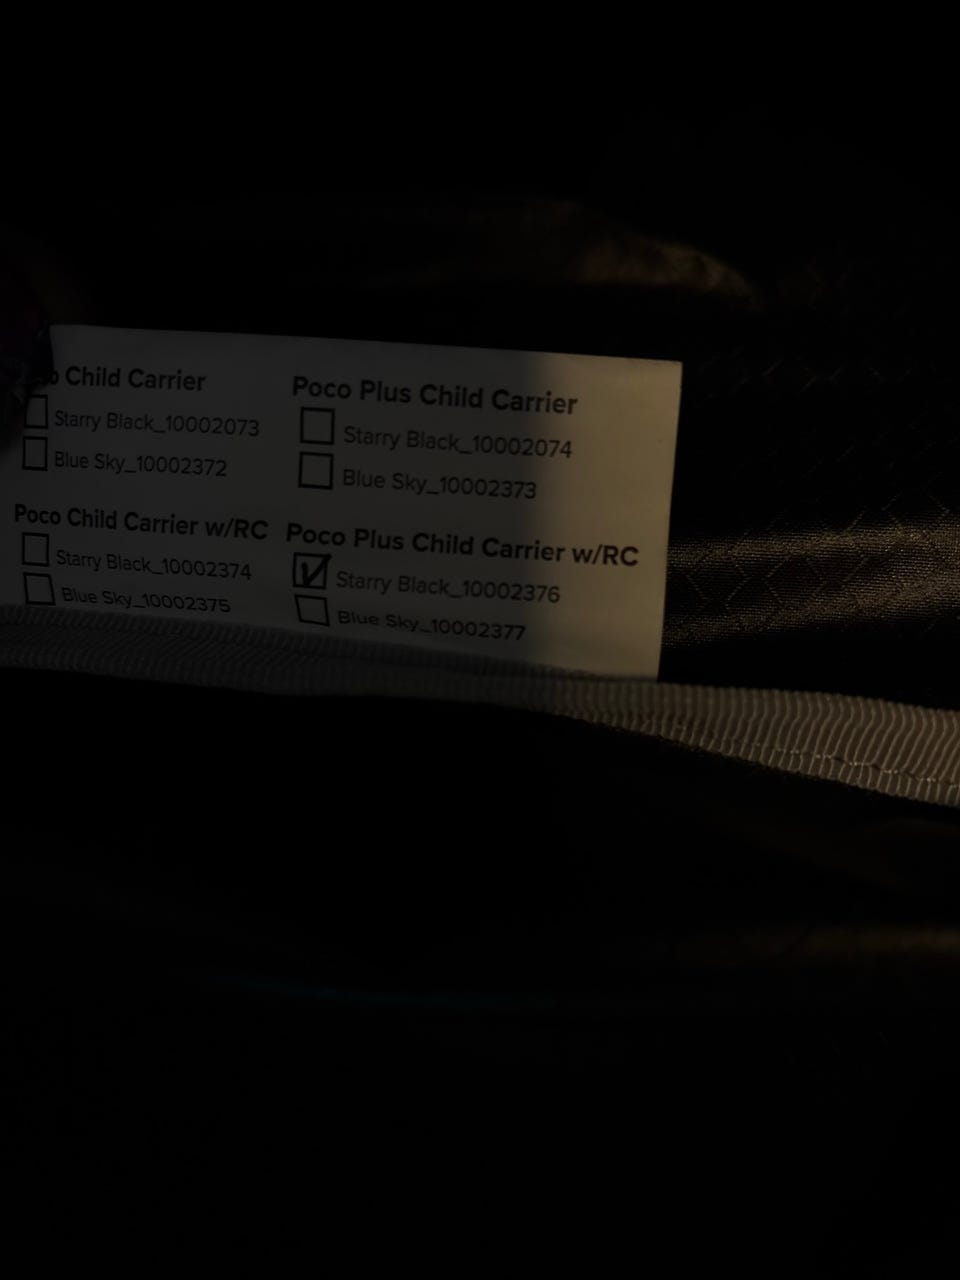 o Child Carrier
Starry Black_10002073
Blue Sky_10002372
Poco Plus Child Carrier
Starry Black_10002074
Blue Sky_10002373
Poco Child Carrier w/RC
Starry Black_10002374
Blue Sky_10002375
Poco Plus Child Carrier w/RC
Starry Black_10002376
Blue Sky_10002377